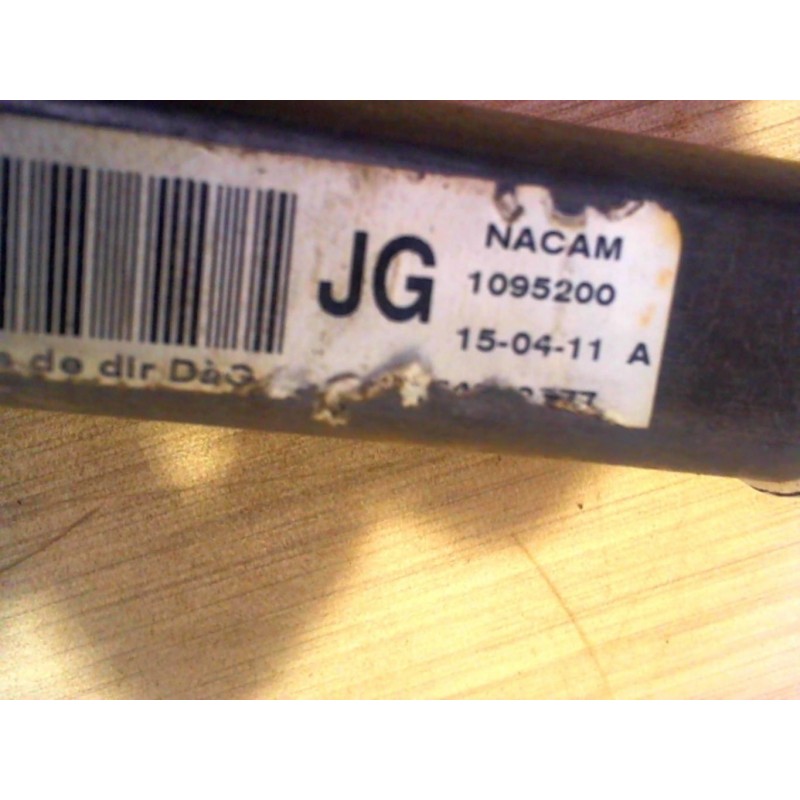 JG
NACAM
1095200
15-04-11 A
de dir DàG